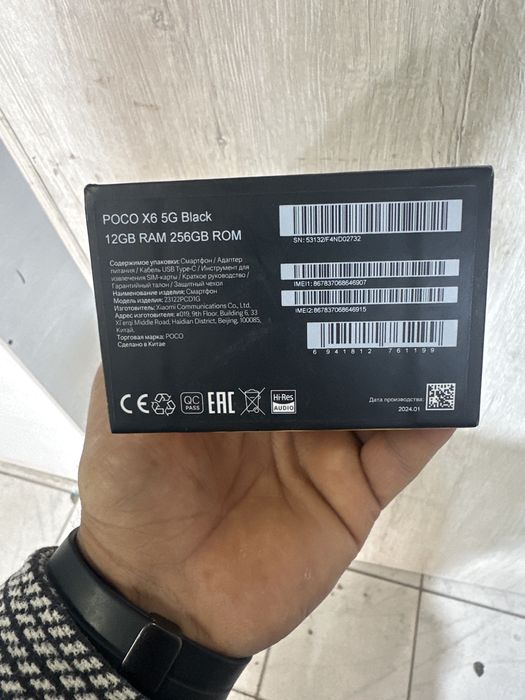 POCO X6 5G Black
12GB RAM 256GB ROM
Содержимое упаковки: Смартфон / Адаптер
питания / Кабель USB Type-C / Инструмент для
извлечения SIM-карты / Краткое руководство /
Гарантийный талон / Защитный чехол
Наименование изделия: Смартфон
Модель изделия: 23122PCD1G
Изготовитель: Xiaomi Communications Co., Ltd.
Адрес изготовителя: #019, 9th Floor, Building 6, 33
Xi'erqi Middle Road, Haidian District, Beijing, 100085,
Китай.
Торговая марка: POCO
Сделано в Китае
SN: 53132/F4ND02732
IMEI1: 867837068646907
IMEI2: 867837068646915
6 941812 761199
CE
QC
PASS
EAC
Hi-Res
AUDIO
Дата производства:
2024.01